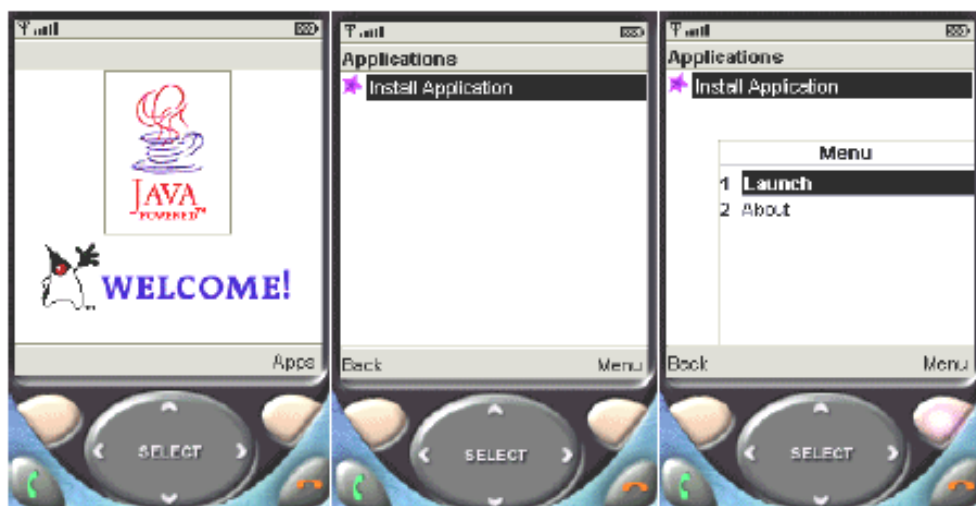 JAVA
POWERED™
WELCOME!
Apps
SELECT
Applications
Install Application
Back
Menu
SELECT
Applications
Install Application
Menu
1 Launch
2 About
Back
Menu
SELECT